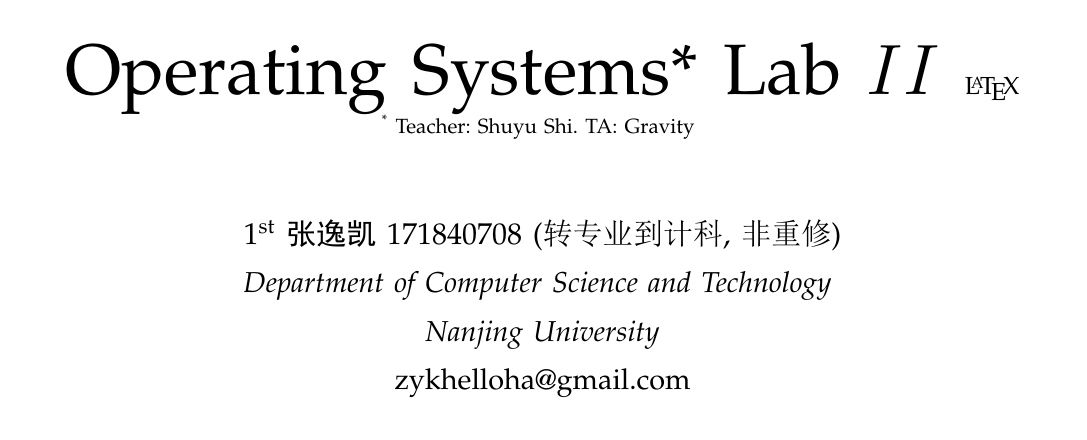 Operating Systems* Lab II LATEX
* Teacher: Shuyu Shi. TA: Gravity
1st 张逸凯 171840708 (转专业到计科, 非重修)
Department of Computer Science and Technology
Nanjing University
zykhelloha@gmail.com